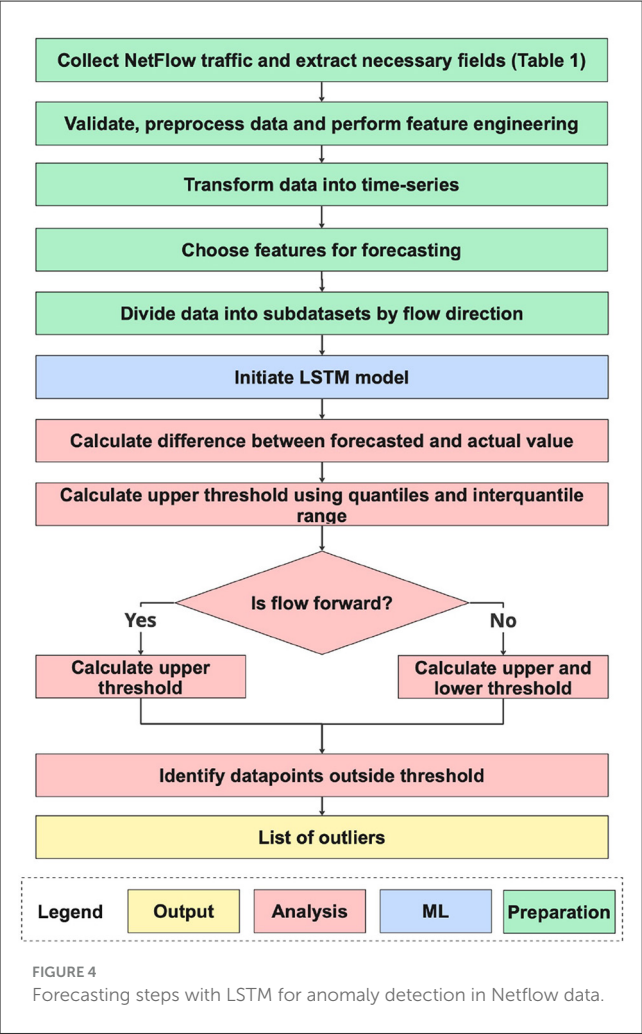 Collect NetFlow traffic and extract necessary fields (Table 1)
Validate, preprocess data and perform feature engineering
Transform data into time-series
Choose features for forecasting
Divide data into subdatasets by flow direction
Initiate LSTM model
Calculate difference between forecasted and actual value
Calculate upper threshold using quantiles and interquantile
range
Is flow forward?
Yes
No
Calculate upper
threshold
Calculate upper and
lower threshold
Identify datapoints outside threshold
List of outliers
Legend
Output
Analysis
ML
Preparation
FIGURE 4
Forecasting steps with LSTM for anomaly detection in Netflow data.